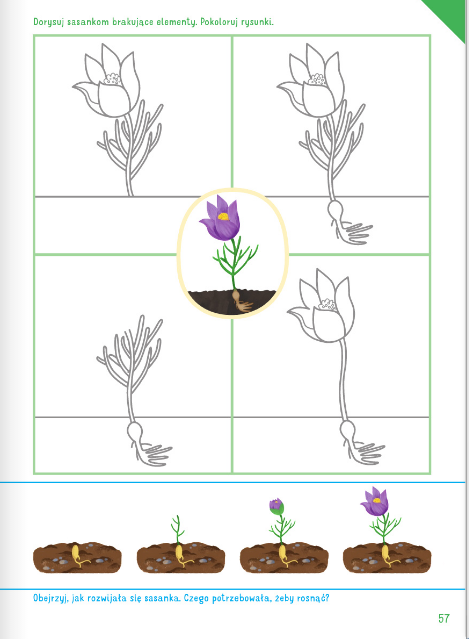 Dorysuj sasankom brakujące elementy. Pokoloruj rysunki.
Obejrzyj, jak rozwijała się sasanka. Czego potrzebowała, żeby rosnąć?
57